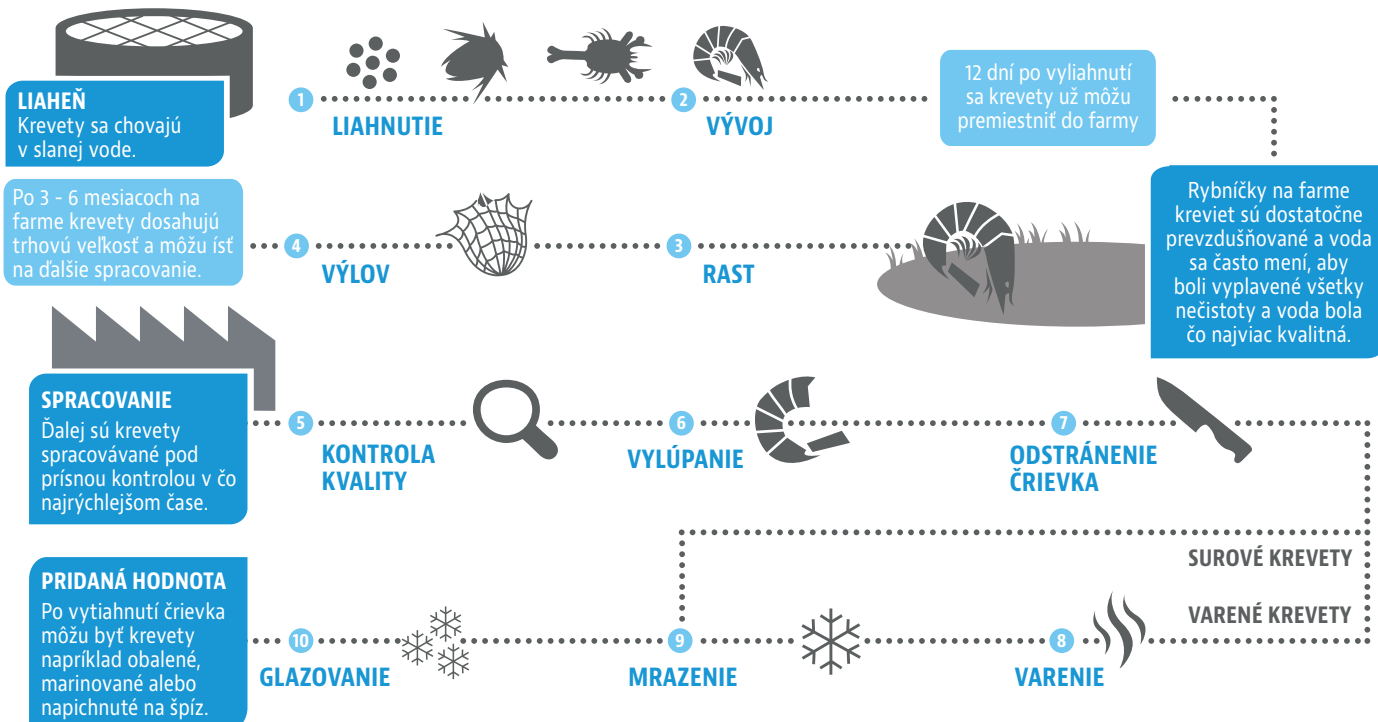 LIAHEŇ
Krevety sa chovajú
v slanej vode.
1
LIAHNUTIE
2
VÝVOJ
12 dní po vyliahnutí
sa krevety už môžu
premiestniť do farmy
Rybníčky na farme
kreviet sú dostatočne
prevzdušňované a voda
sa často mení, aby
boli vyplavené všetky
nečistoty a voda bola
čo najviac kvalitná.
3
RAST
4
VÝLOV
Po 3 - 6 mesiacoch na
farme krevety dosahujú
trhovú veľkosť a môžu ísť
na ďalšie spracovanie.
SPRACOVANIE
Ďalej sú krevety
spracovávané pod
prísnou kontrolou v čo
najrýchlejšom čase.
5
KONTROLA
KVALITY
6
VYLÚPANIE
7
ODSTRÁNENIE
ČRIEVKA
SUROVÉ KREVETY
VARENÉ KREVETY
8
VARENIE
9
MRAZENIE
10
GLAZOVANIE
PRIDANÁ HODNOTA
Po vytiahnutí črievka
môžu byť krevety
napríklad obalené,
marinované alebo
napichnuté na špíz.